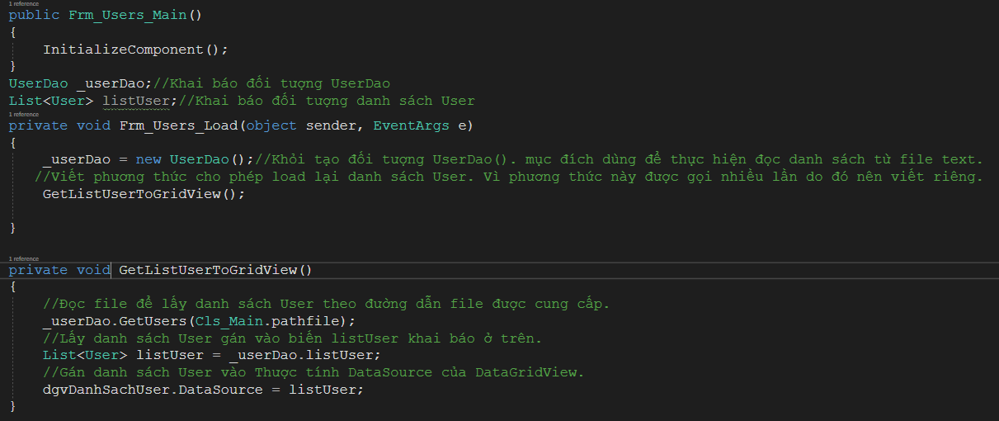 1 reference
public Frm_Users_Main()
{
InitializeComponent();
}
UserDao _userDao;//Khai báo đối tượng UserDao
List<User> listUser;//Khai báo đối tượng danh sách User
1 reference
private void Frm_Users_Load(object sender, EventArgs e)
{
_userDao = new UserDao();//Khỏi tạo đối tượng UserDao(). mục đích dùng để thực hiện đọc danh sách từ file text.
//Viết phương thức cho phép load lại danh sách User. Vì phương thức này được gọi nhiều lần do đó nên viết riêng.
GetListUserToGridView();
}
1 reference
private void GetListUserToGridView()
{
//Đọc file để lấy danh sách User theo đường dẫn file được cung cấp.
_userDao.GetUsers(Cls_Main.pathfile);
//Lấy danh sách User gán vào biến listUser khai báo ở trên.
List<User> listUser = _userDao.listUser;
//Gán danh sách User vào Thược tính DataSource của DataGridView.
dgvDanhSachUser.DataSource = listUser;
}